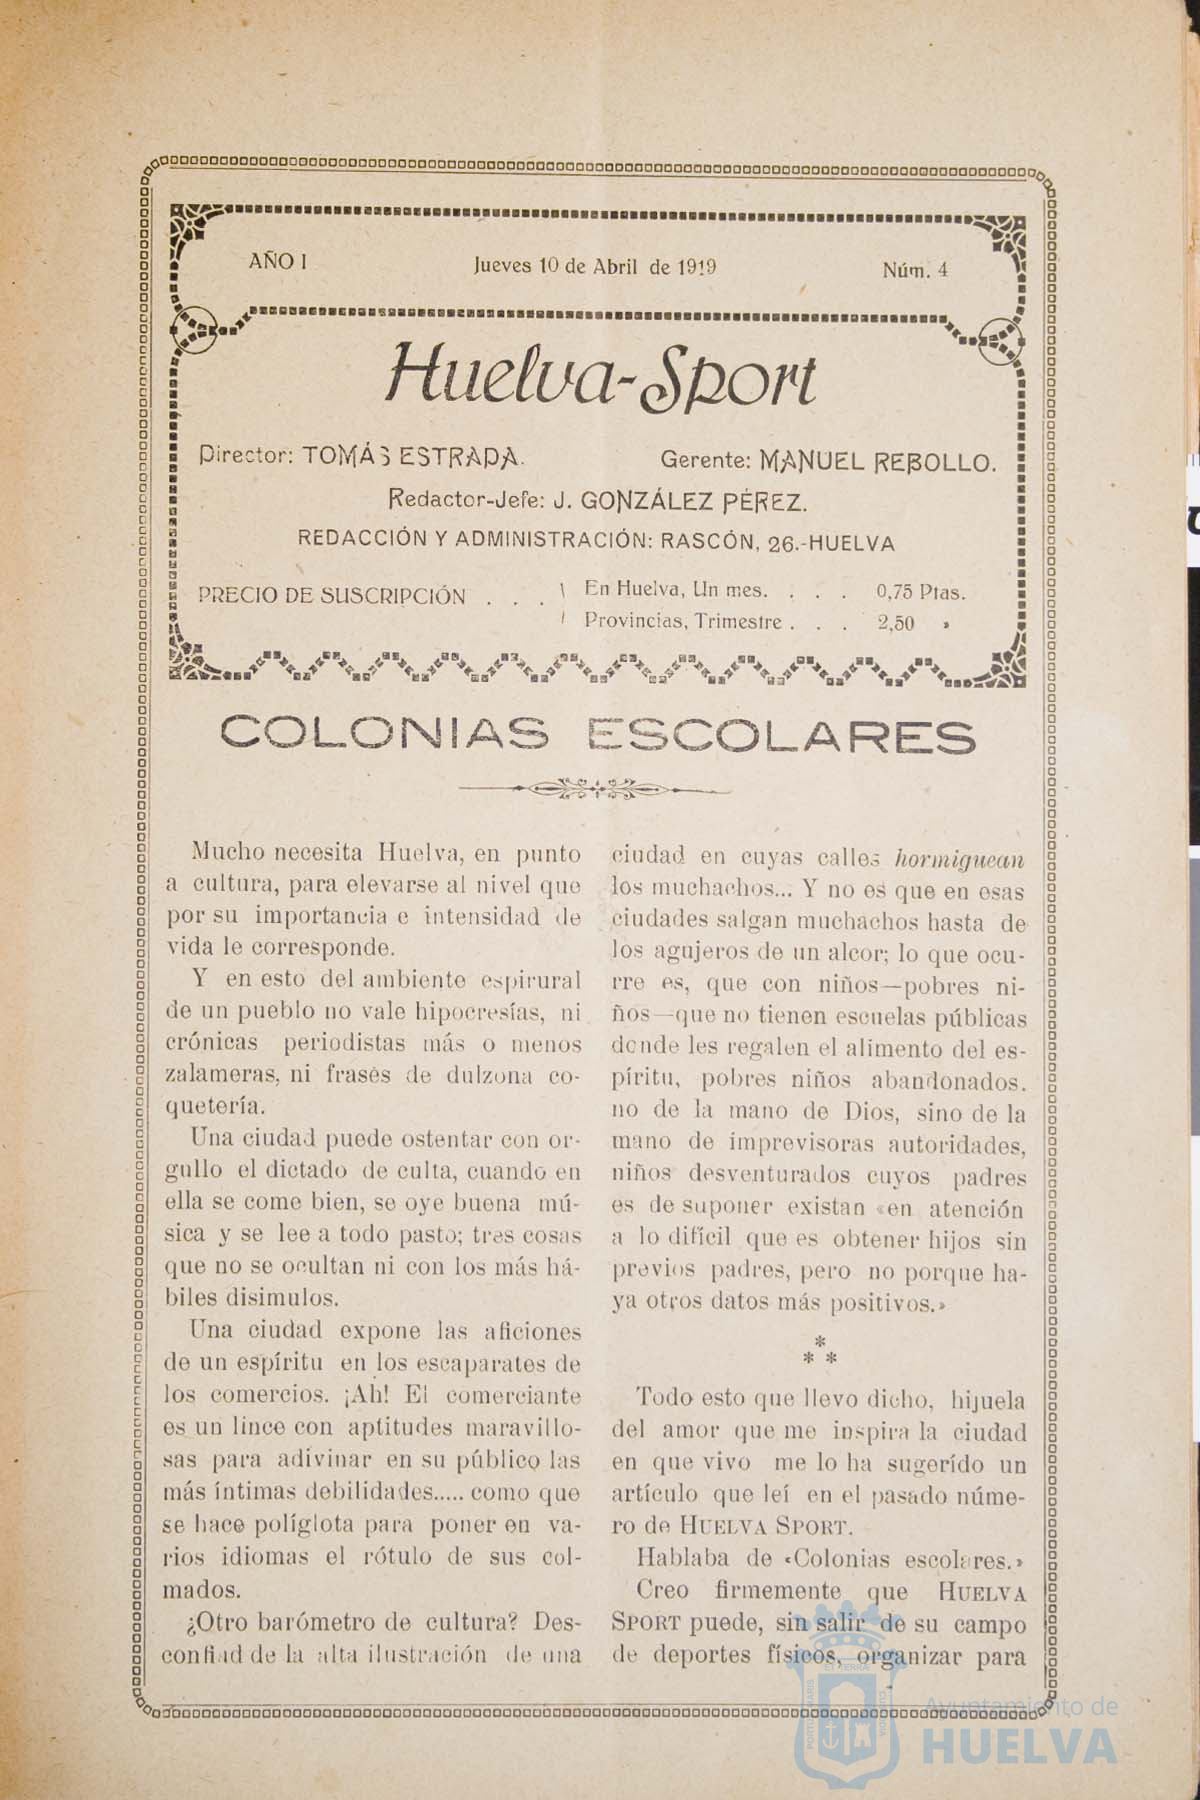 AÑO I
Jueves 10 de Abril de 1919
Núm. 4
Huelva-Sport
Director: TOMÁS ESTRADA.
Gerente: MANUEL REBOLLO.
Redactor-Jefe: J. GONZÁLEZ PÉREZ.
REDACCIÓN Y ADMINISTRACIÓN: RASCÓN, 26.-HUELVA
PRECIO DE SUSCRIPCIÓN . . .
En Huelva, Un mes. . . . 0,75 Ptas.
Provincias, Trimestre . . . 2,50 »
COLONIAS ESCOLARES
Mucho necesita Huelva, en punto
a cultura, para elevarse al nivel que
por su importancia e intensidad de
vida le corresponde.
Y en esto del ambiente espirural
de un pueblo no vale hipocresías, ni
crónicas periodistas más o menos
zalameras, ni frases de dulzona co-
quetería.
Una ciudad puede ostentar con or-
gullo el dictado de culta, cuando en
ella se come bien, se oye buena mú-
sica y se lee a todo pasto; tres cosas
que no se ocultan ni con los más há-
biles disimulos.
Una ciudad expone las aficiones
de un espíritu en los escaparates de
los comercios. ¡Ah! El comerciante
es un lince con aptitudes maravillo-
sas para adivinar en su público las
más íntimas debilidades..... como que
se hace políglota para poner en va-
rios idiomas el rótulo de sus col-
mados.
¿Otro barómetro de cultura? Des-
confiad de la alta ilustración de una
ciudad en cuyas calles hormiguean
los muchachos... Y no es que en esas
ciudades salgan muchachos hasta de
los agujeros de un alcor; lo que ocu-
rre es, que con niños—pobres ni-
ños—que no tienen escuelas públicas
donde les regalen el alimento del es-
píritu, pobres niños abandonados.
no de la mano de Dios, sino de la
mano de imprevisoras autoridades,
niños desventurados cuyos padres
es de suponer existan «en atención
a lo difícil que es obtener hijos sin
previos padres, pero no porque ha-
ya otros datos más positivos.»
* * *
Todo esto que llevo dicho, hijuela
del amor que me inspira la ciudad
en que vivo me lo ha sugerído un
artículo que leí en el pasado núme-
ro de HUELVA SPORT.
Hablaba de «Colonias escolares.»
Creo firmemente que HUELVA
SPORT puede, sin salir de su campo
de deportes físicos, organizar para
Ayuntamiento de
HUELVA